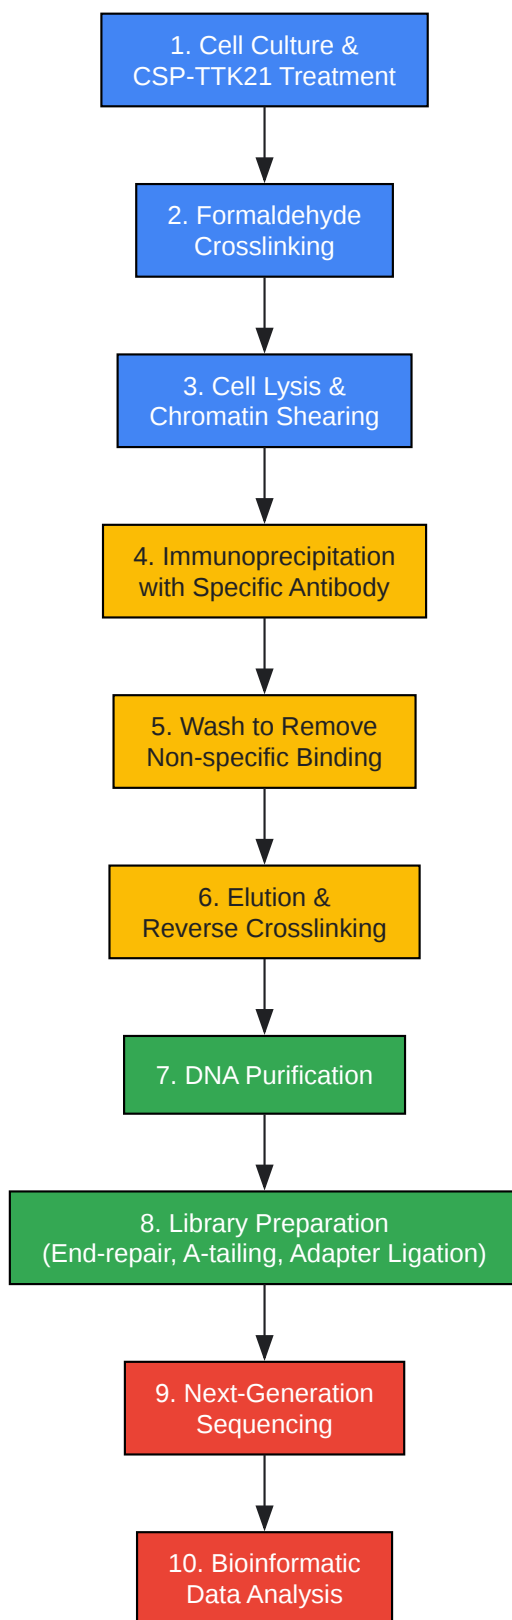 1. Cell Culture &
CSP-TTK21 Treatment
2. Formaldehyde
Crosslinking
3. Cell Lysis &
Chromatin Shearing
4. Immunoprecipitation
with Specific Antibody
5. Wash to Remove
Non-specific Binding
6. Elution &
Reverse Crosslinking
7. DNA Purification
8. Library Preparation
(End-repair, A-tailing, Adapter Ligation)
9. Next-Generation
Sequencing
10. Bioinformatic
Data Analysis